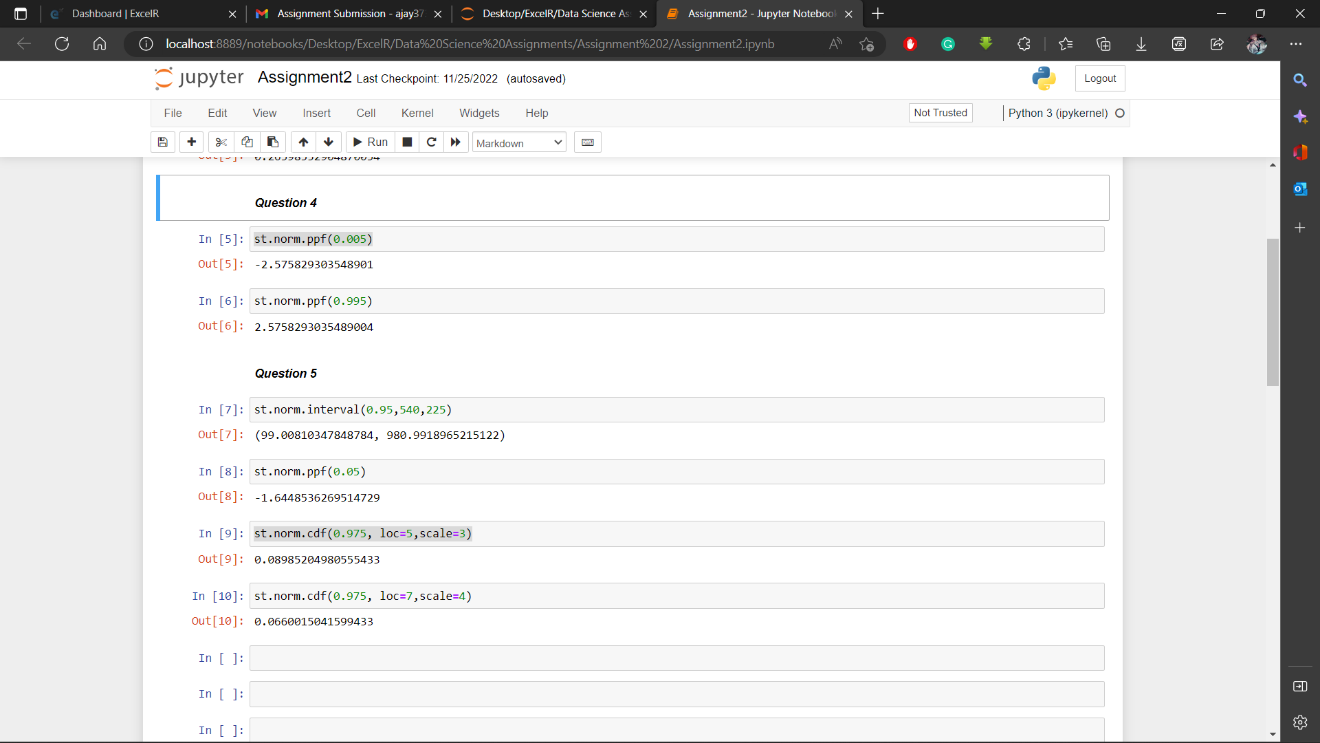 Dashboard | ExcelR
Assignment Submission - ajay37
Desktop/ExcelR/Data Science As
Assignment2 - Jupyter Notebook
localhost:8889/notebooks/Desktop/ExcelR/Data%20Science%20Assignments/Assignment%202/Assignment2.ipynb
jupyter Assignment2 Last Checkpoint: 11/25/2022 (autosaved)
Logout
File Edit View Insert Cell Kernel Widgets Help
Not Trusted
Python 3 (ipykernel)
Run
Markdown
Question 4
In [5]: st.norm.ppf(0.005)
Out[5]: -2.575829303548901
In [6]: st.norm.ppf(0.995)
Out[6]: 2.5758293035489004
Question 5
In [7]: st.norm.interval(0.95,540,225)
Out[7]: (99.00810347848784, 980.9918965215122)
In [8]: st.norm.ppf(0.05)
Out[8]: -1.6448536269514729
In [9]: st.norm.cdf(0.975, loc=5,scale=3)
Out[9]: 0.08985204980555433
In [10]: st.norm.cdf(0.975, loc=7,scale=4)
Out[10]: 0.0660015041599433
In [ ]:
In [ ]:
In [ ]: